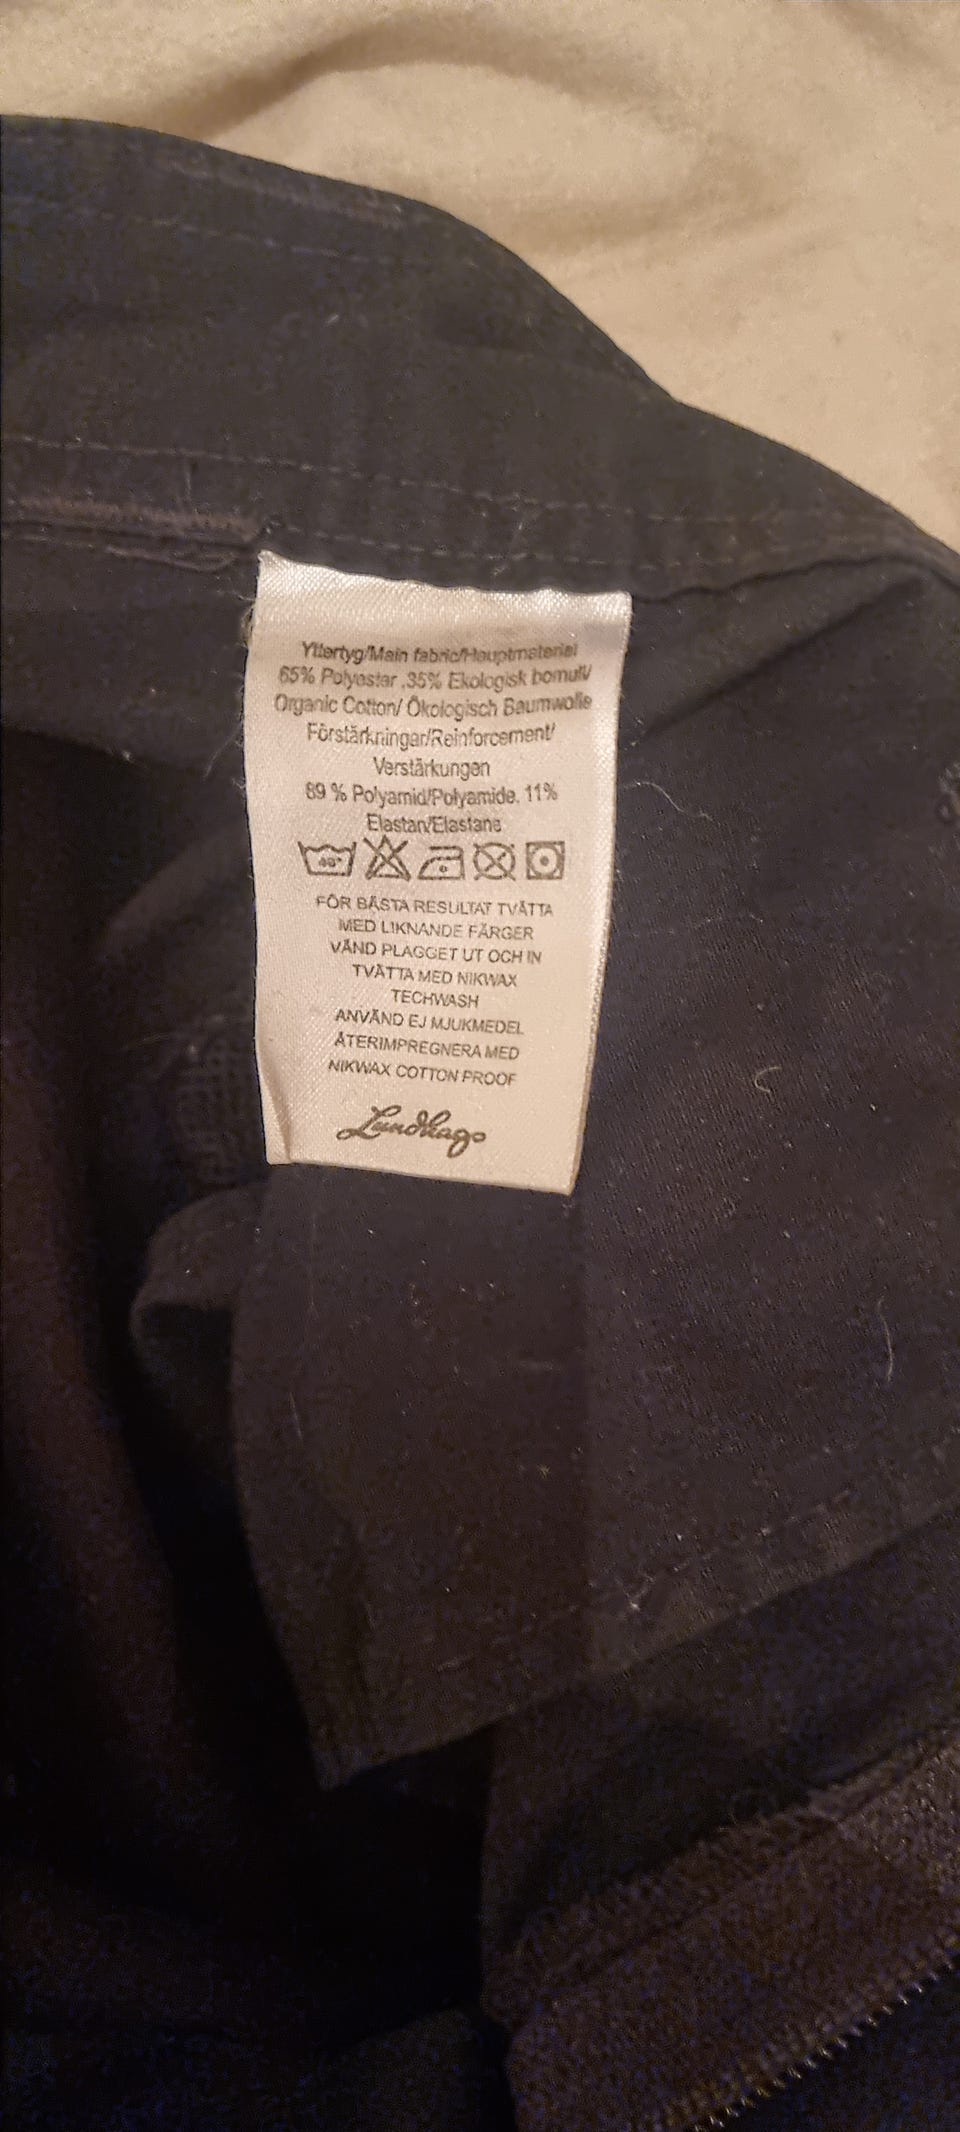 Yttertyg/Main fabric/Hauptmaterial
65% Polyester .35% Ekologisk bomull/
Organic Cotton/ Ökologisch Baumwolle
Förstärkningar/Reinforcement/
Verstärkungen
89 % Polyamid/Polyamide. 11%
Elastan/Elastane
40°
FÖR BÄSTA RESULTAT TVÄTTA
MED LIKNANDE FÄRGER
VÄND PLAGGET UT OCH IN
TVÄTTA MED NIKWAX
TECHWASH
ANVÄND EJ MJUKMEDEL
ÅTERIMPREGNERA MED
NIKWAX COTTON PROOF
Lundhags